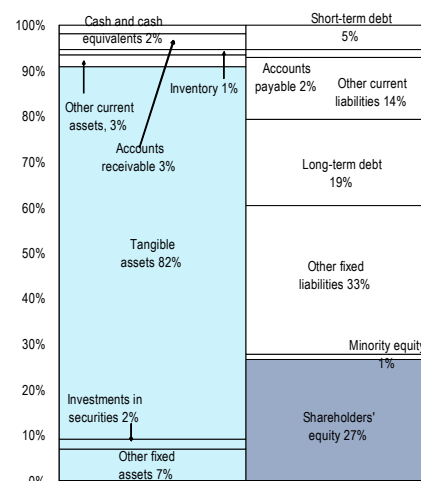 100%
90%
80%
70%
60%
50%
40%
30%
20%
10%
0%
Cash and cash
equivalents 2%
Inventory 1%
Other current
assets, 3%
Accounts
receivable 3%
Tangible
assets 82%
Investments in
securities 2%
Other fixed
assets 7%
Short-term debt
5%
Accounts
payable 2%
Other current
liabilities 14%
Long-term debt
19%
Other fixed
liabilities 33%
Minority equity
1%
Shareholders'
equity 27%